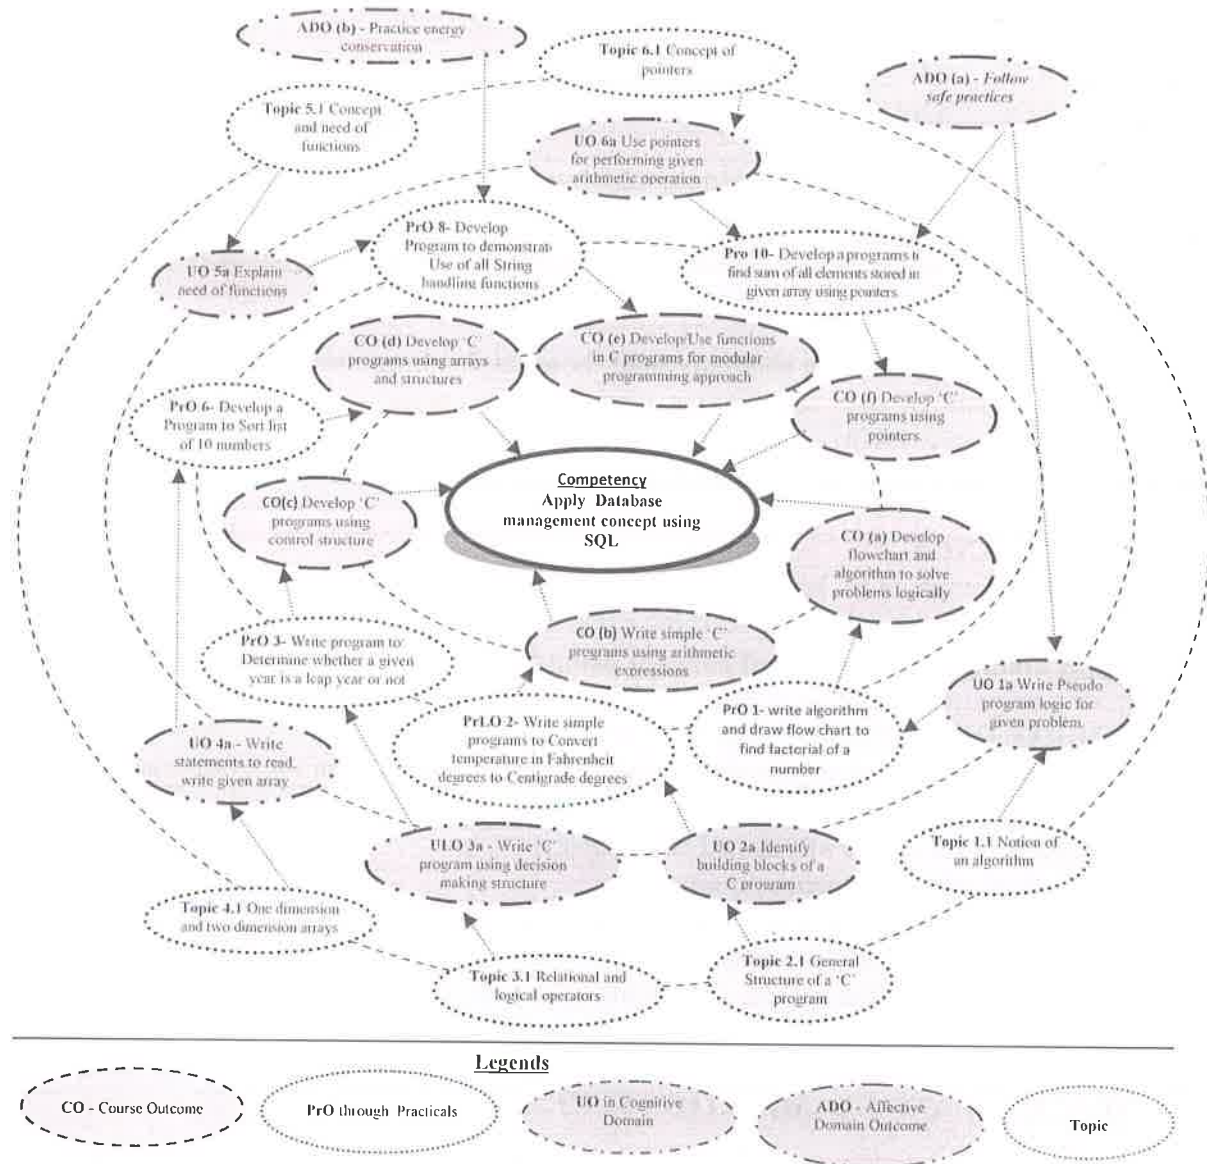 ADO (b) - Practice energy
conservation
Topic 6.1 Concept of
pointers
ADO (a) - Follow
safe practices
Topic 5.1 Concept
and need of
functions
UO 6a Use pointers
for performing given
arithmetic operation
PrO 8- Develop
Program to demonstrat
Use of all String
handling functions
Pro 10- Develop a programs t
find sum of all elements stored in
given array using pointers
UO 5a Explain
need of functions
CO (d) Develop ‘C’
programs using arrays
and structures
CO (e) Develop/Use functions
in C programs for modular
programming approach
CO (f) Develop ‘C’
programs using
pointers.
PrO 6- Develop a
Program to Sort list
of 10 numbers
Competency
Apply Database
management concept using
SQL
CO(c) Develop ‘C’
programs using
control structure
CO (a) Develop
flowchart and
algorithm to solve
problems logically
CO (b) Write simple ‘C’
programs using arithmetic
expressions
PrO 3- Write program to
Determine whether a given
year is a leap year or not
UO 1a Write Pseudo
program logic for
given problem.
PrLO 2- Write simple
programs to Convert
temperature in Fahrenheit
degrees to Centigrade degrees
PrO 1- write algorithm
and draw flow chart to
find factorial of a
number
UO 4a - Write
statements to read,
write given array
ULO 3a - Write ‘C’
program using decision
making structure
UO 2a Identify
building blocks of a
C program
Topic 1.1 Notion of
an algorithm
Topic 4.1 One dimension
and two dimension arrays
Topic 3.1 Relational and
logical operators
Topic 2.1 General
Structure of a ‘C’
program
Legends
CO - Course Outcome
PrO through Practicals
UO in Cognitive
Domain
ADO - Affective
Domain Outcome
Topic